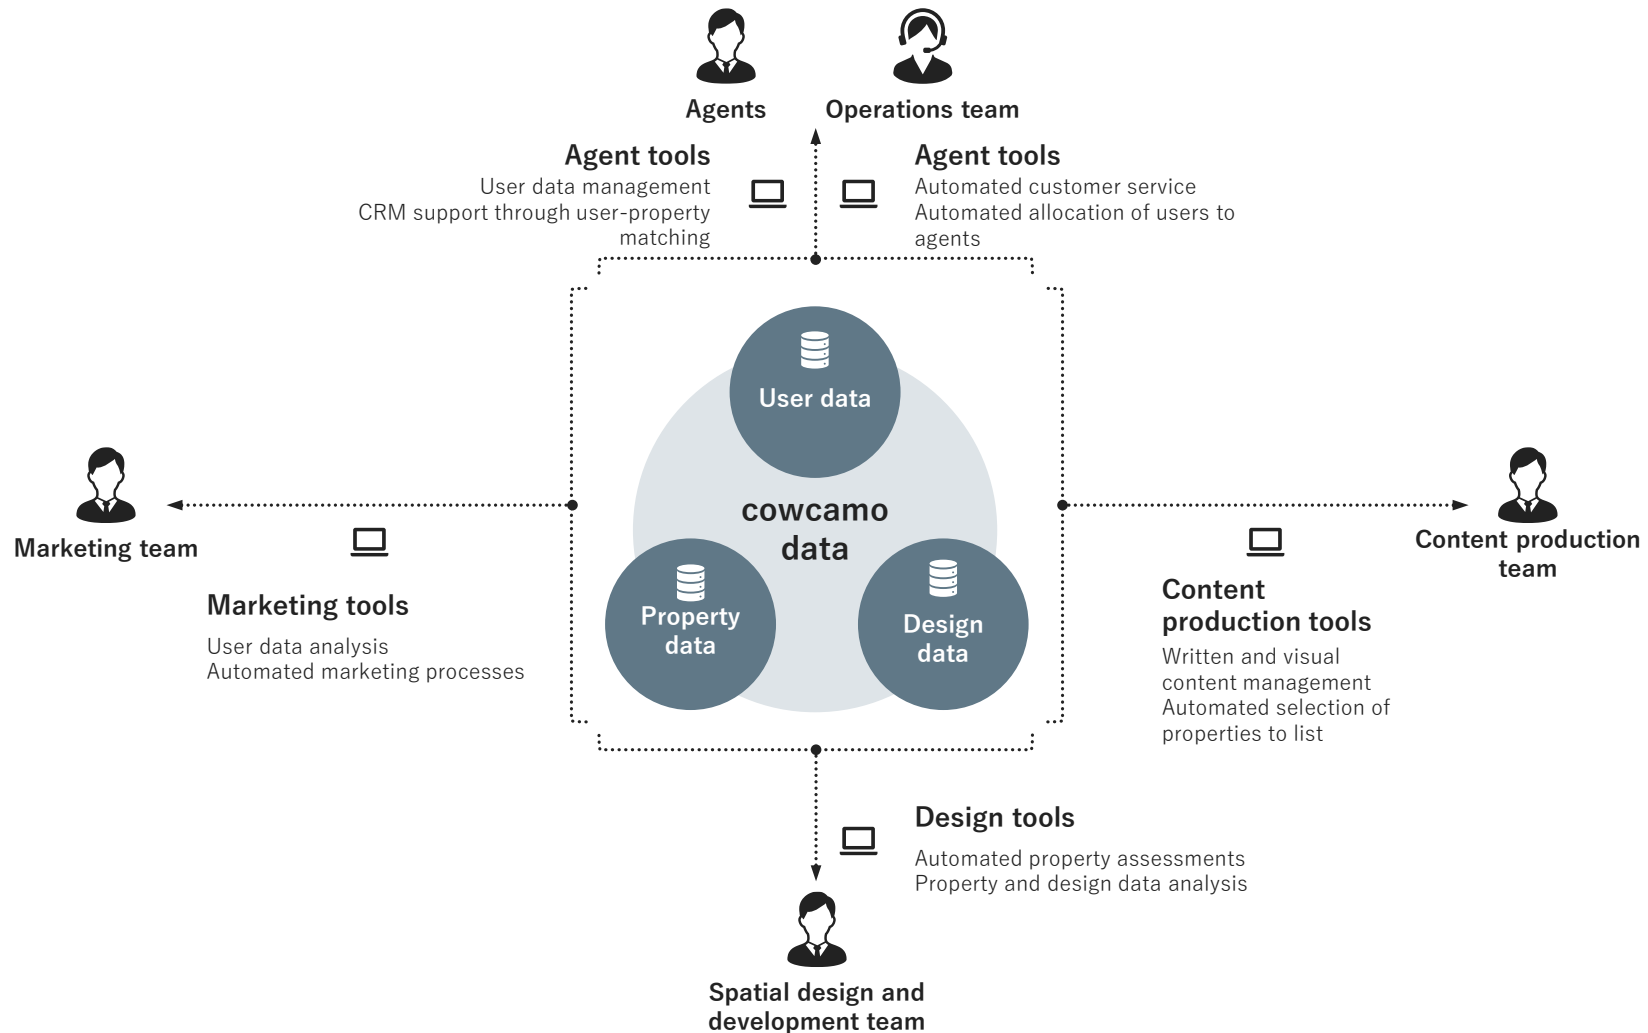 Agents
Operations team
Agent tools
User data management
CRM support through user-property
matching
Agent tools
Automated customer service
Automated allocation of users to
agents
User data
cowcamo
data
Property
data
Design
data
Marketing team
Marketing tools
User data analysis
Automated marketing processes
Content production
team
Content
production tools
Written and visual
content management
Automated selection of
properties to list
Design tools
Automated property assessments
Property and design data analysis
Spatial design and
development team